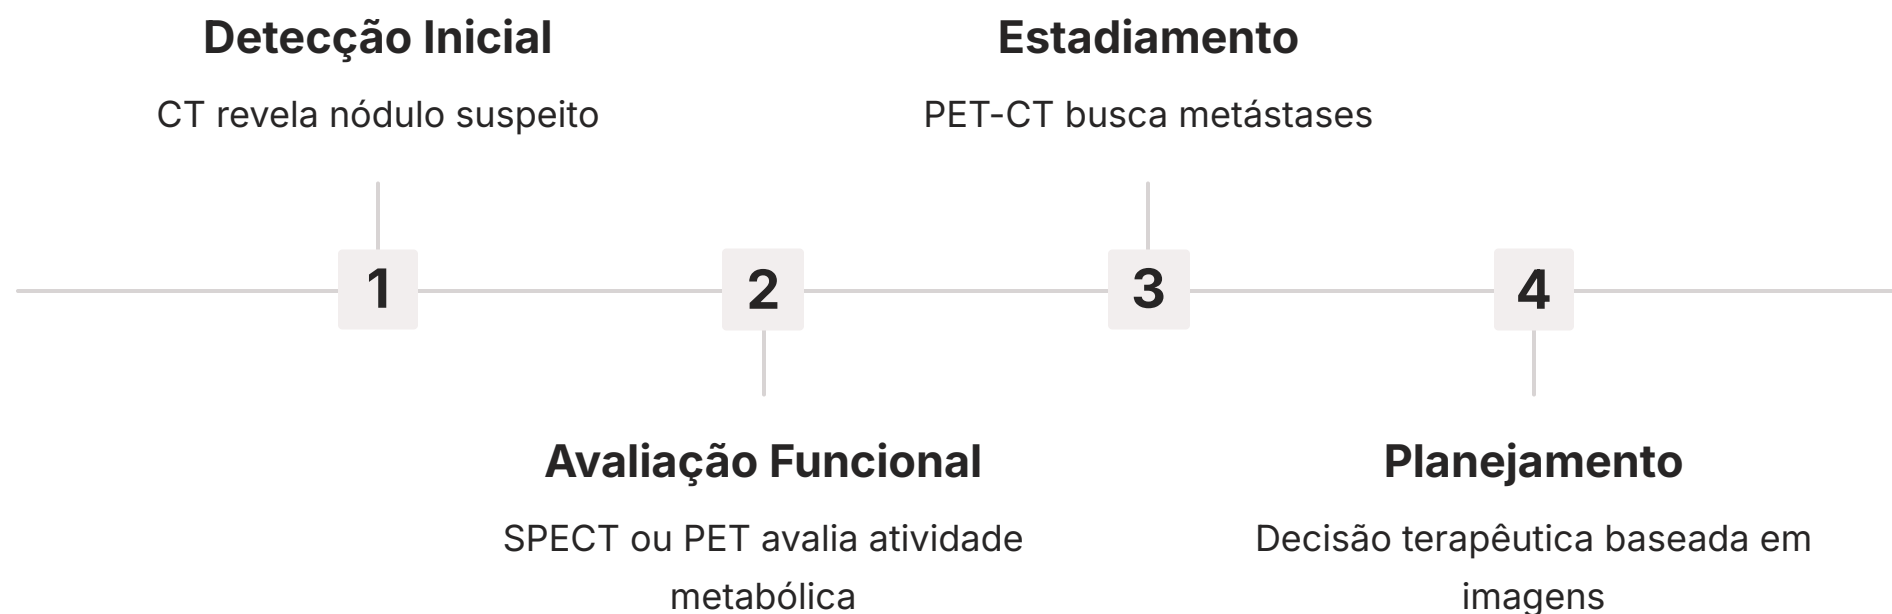 Detecção Inicial
CT revela nódulo suspeito
1
Avaliação Funcional
SPECT ou PET avalia atividade
metabólica
2
Estadiamento
PET-CT busca metástases
3
Planejamento
Decisão terapêutica baseada em
imagens
4